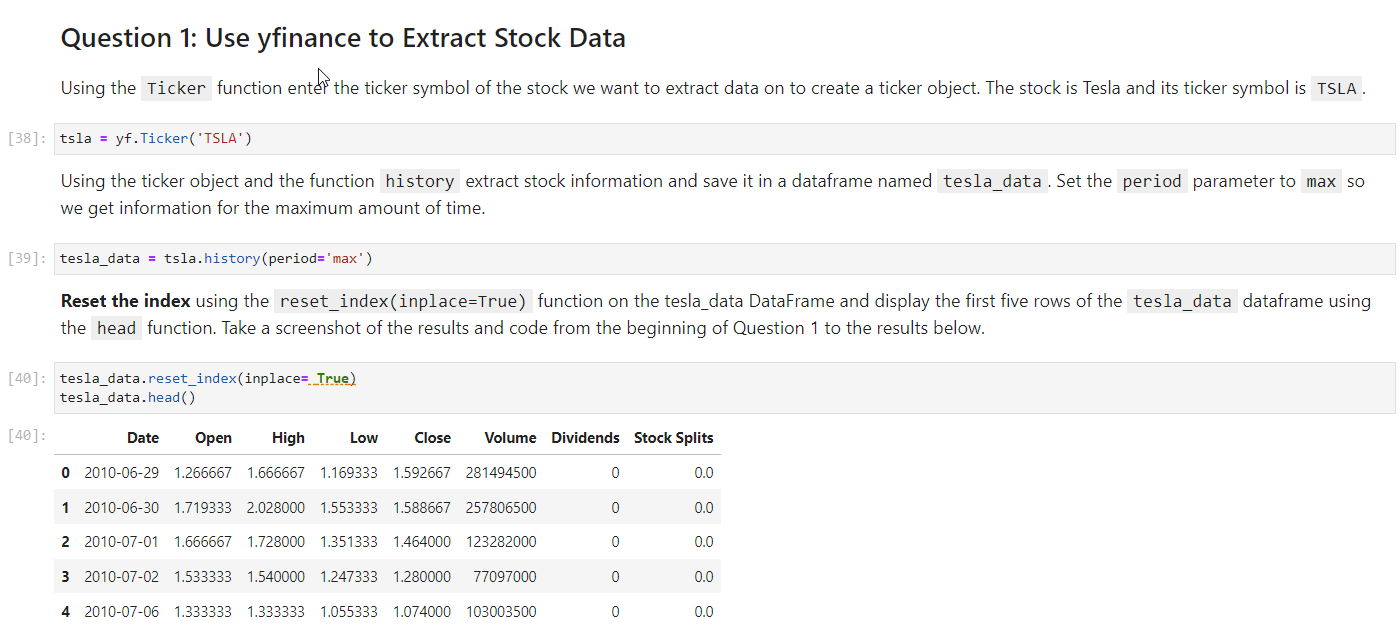 Question 1: Use yfinance to Extract Stock Data
Using the Ticker function enter the ticker symbol of the stock we want to extract data on to create a ticker object. The stock is Tesla and its ticker symbol is TSLA.
[38]: tsla = yf.Ticker('TSLA')
Using the ticker object and the function history extract stock information and save it in a dataframe named tesla_data. Set the period parameter to max so
we get information for the maximum amount of time.
[39]: tesla_data = tsla.history(period='max')
Reset the index using the reset_index(inplace=True) function on the tesla_data DataFrame and display the first five rows of the tesla_data dataframe using
the head function. Take a screenshot of the results and code from the beginning of Question 1 to the results below.
[40]: tesla_data.reset_index(inplace= True)
tesla_data.head()
[40]: Date Open High Low Close Volume Dividends Stock Splits
0 2010-06-29 1.266667 1.666667 1.169333 1.592667 281494500 0 0.0
1 2010-06-30 1.719333 2.028000 1.553333 1.588667 257806500 0 0.0
2 2010-07-01 1.666667 1.728000 1.351333 1.464000 123282000 0 0.0
3 2010-07-02 1.533333 1.540000 1.247333 1.280000 77097000 0 0.0
4 2010-07-06 1.333333 1.333333 1.055333 1.074000 103003500 0 0.0